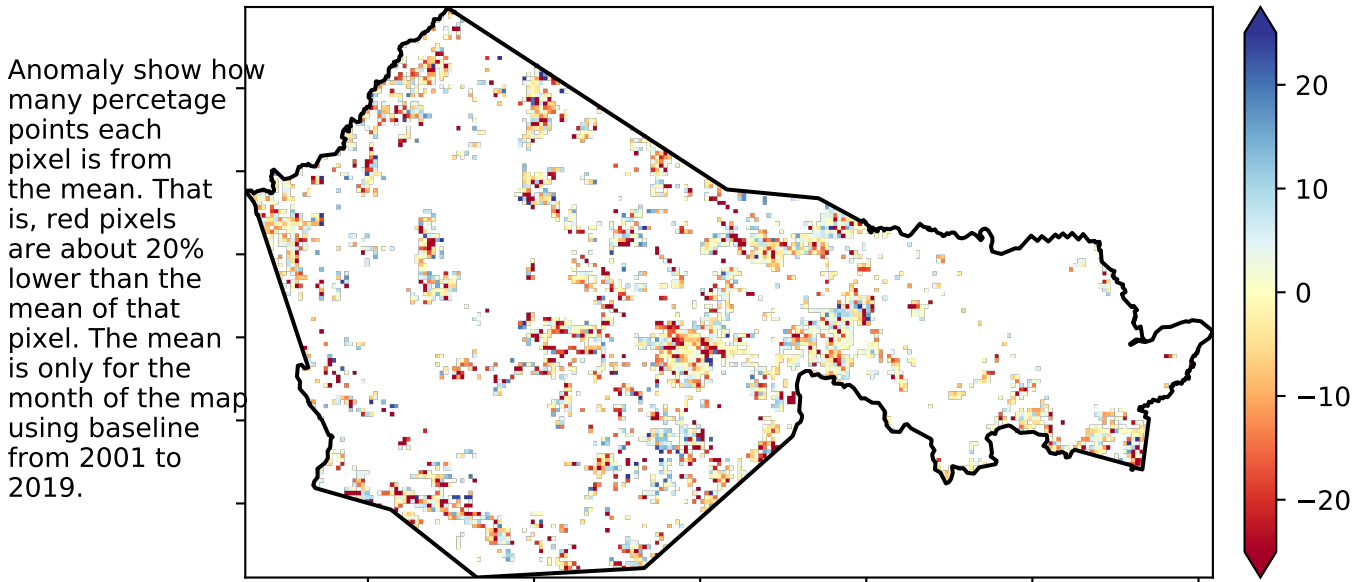 Anomaly show how
many percetage
points each
pixel is from
the mean. That
is, red pixels
are about 20%
lower than the
mean of that
pixel. The mean
is only for the
month of the map
using baseline
from 2001 to
2019.
20
10
0
−10
−20